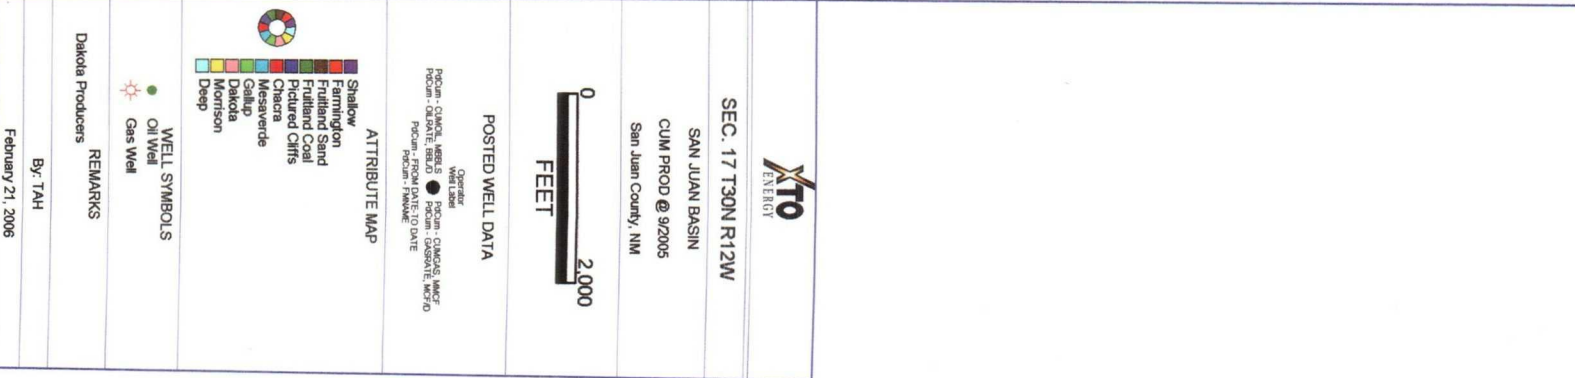 XTO
ENERGY
SEC. 17 T30N R12W
SAN JUAN BASIN
CUM PROD @ 9/2005
San Juan County, NM
0 2,000
FEET
POSTED WELL DATA
Operator
Well Label
PdCum - CUMOIL, MBBLS PdCum - CUMGAS, MMCF
PdCum - OILRATE, BBL/D PdCum - GASRATE, MCF/D
PdCum - FROM DATE-TO DATE
PdCum - FMNAME
ATTRIBUTE MAP
Shallow
Farmington
Fruitland Sand
Fruitland Coal
Pictured Cliffs
Chacra
Mesaverde
Gallup
Dakota
Morrison
Deep
WELL SYMBOLS
Oil Well
Gas Well
REMARKS
Dakota Producers
By: TAH
February 21, 2006